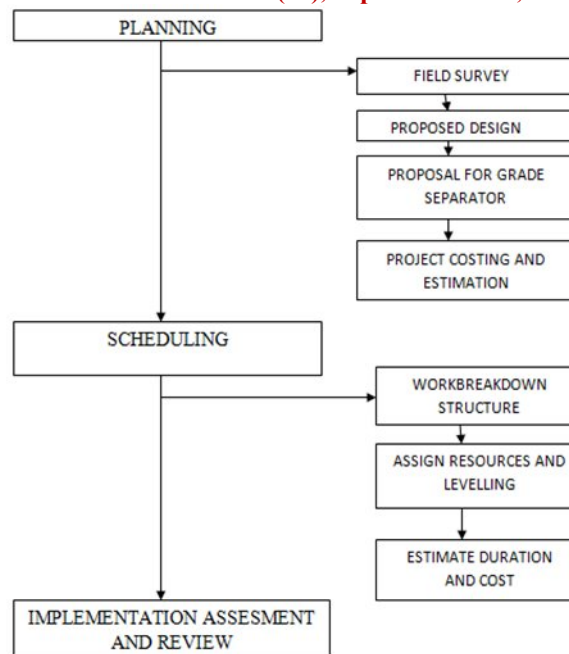 PLANNING
FIELD SURVEY
PROPOSED DESIGN
PROPOSAL FOR GRADE
SEPARATOR
PROJECT COSTING AND
ESTIMATION
SCHEDULING
WORKBREAKDOWN
STRUCTURE
ASSIGN RESOURCES AND
LEVELLING
ESTIMATE DURATION
AND COST
IMPLEMENTATION ASSESMENT
AND REVIEW